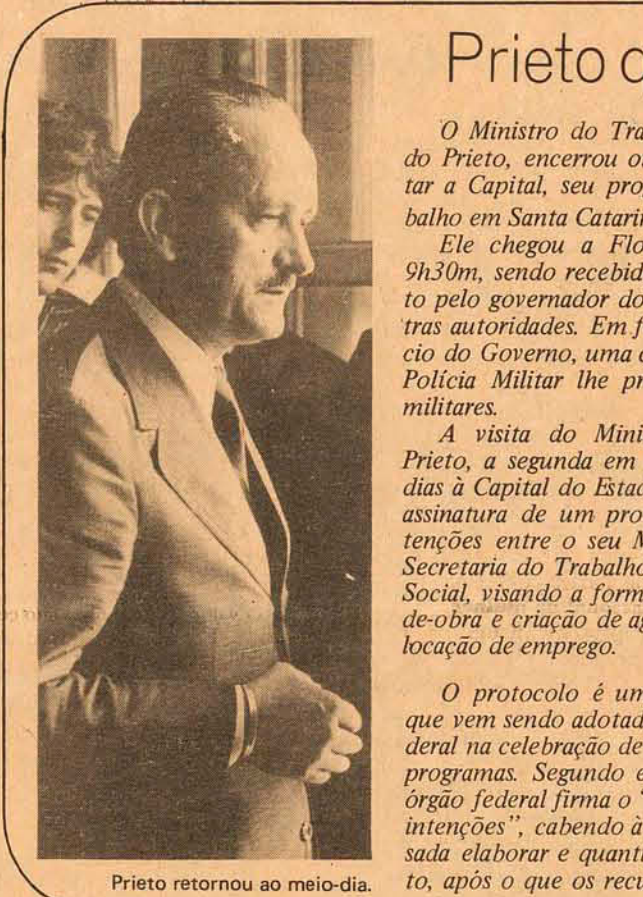 Prieto
O Ministro do Tra
do Prieto, encerrou o
tar a Capital, seu pro
balho em Santa Catari
Ele chegou a Flo
9h30m, sendo recebid
to pelo governador do
tras autoridades. Em f
cio do Governo, uma
Polícia Militar lhe pr
militares.
A visita do Mini
Prieto, a segunda em
dias à Capital do Estad
assinatura de um pro
tenções entre o seu M
Secretaria do Trabalho
Social, visando a form
de-obra e criação de ag
locação de emprego.
O protocolo é um
que vem sendo adotad
deral na celebração de
programas. Segundo e
órgão federal firma o "
intenções", cabendo à
sada elaborar e quanti
to, após o que os recu
Prieto retornou ao meio-dia.